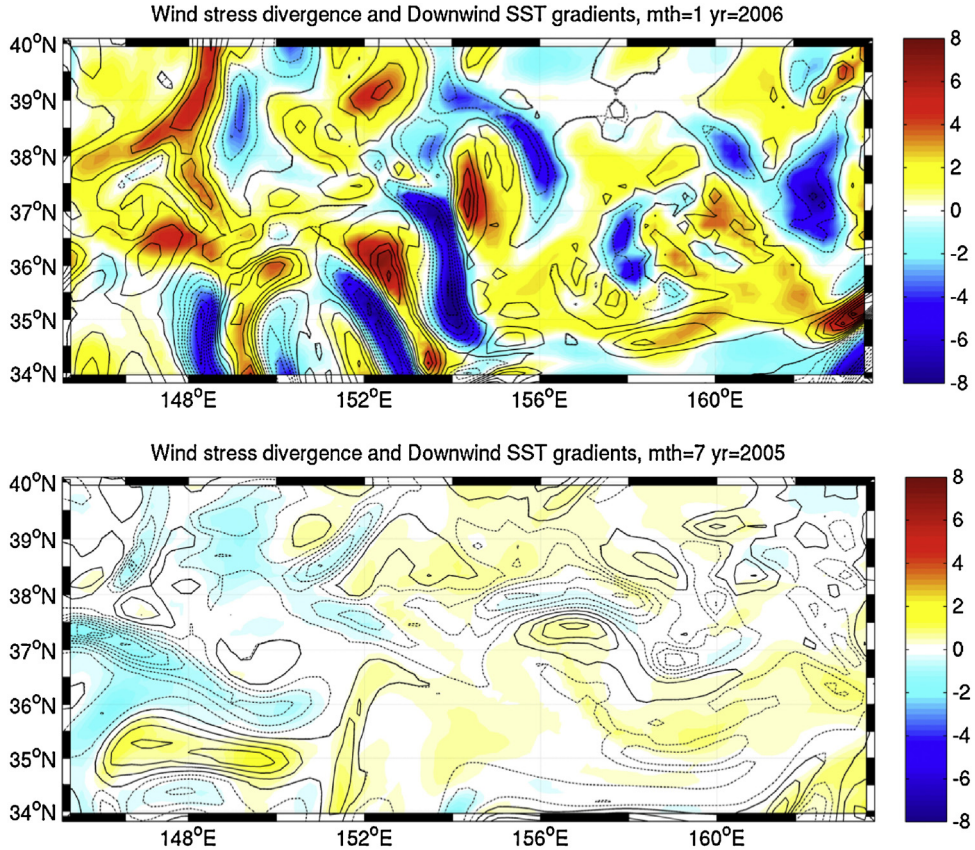 Wind stress divergence and Downwind SST gradients, mth=1 yr=2006
40°N
39°N
38°N
37°N
36°N
35°N
34°N
148°E 152°E 156°E 160°E
8
6
4
2
0
-2
-4
-6
-8
Wind stress divergence and Downwind SST gradients, mth=7 yr=2005
40°N
39°N
38°N
37°N
36°N
35°N
34°N
148°E 152°E 156°E 160°E
8
6
4
2
0
-2
-4
-6
-8